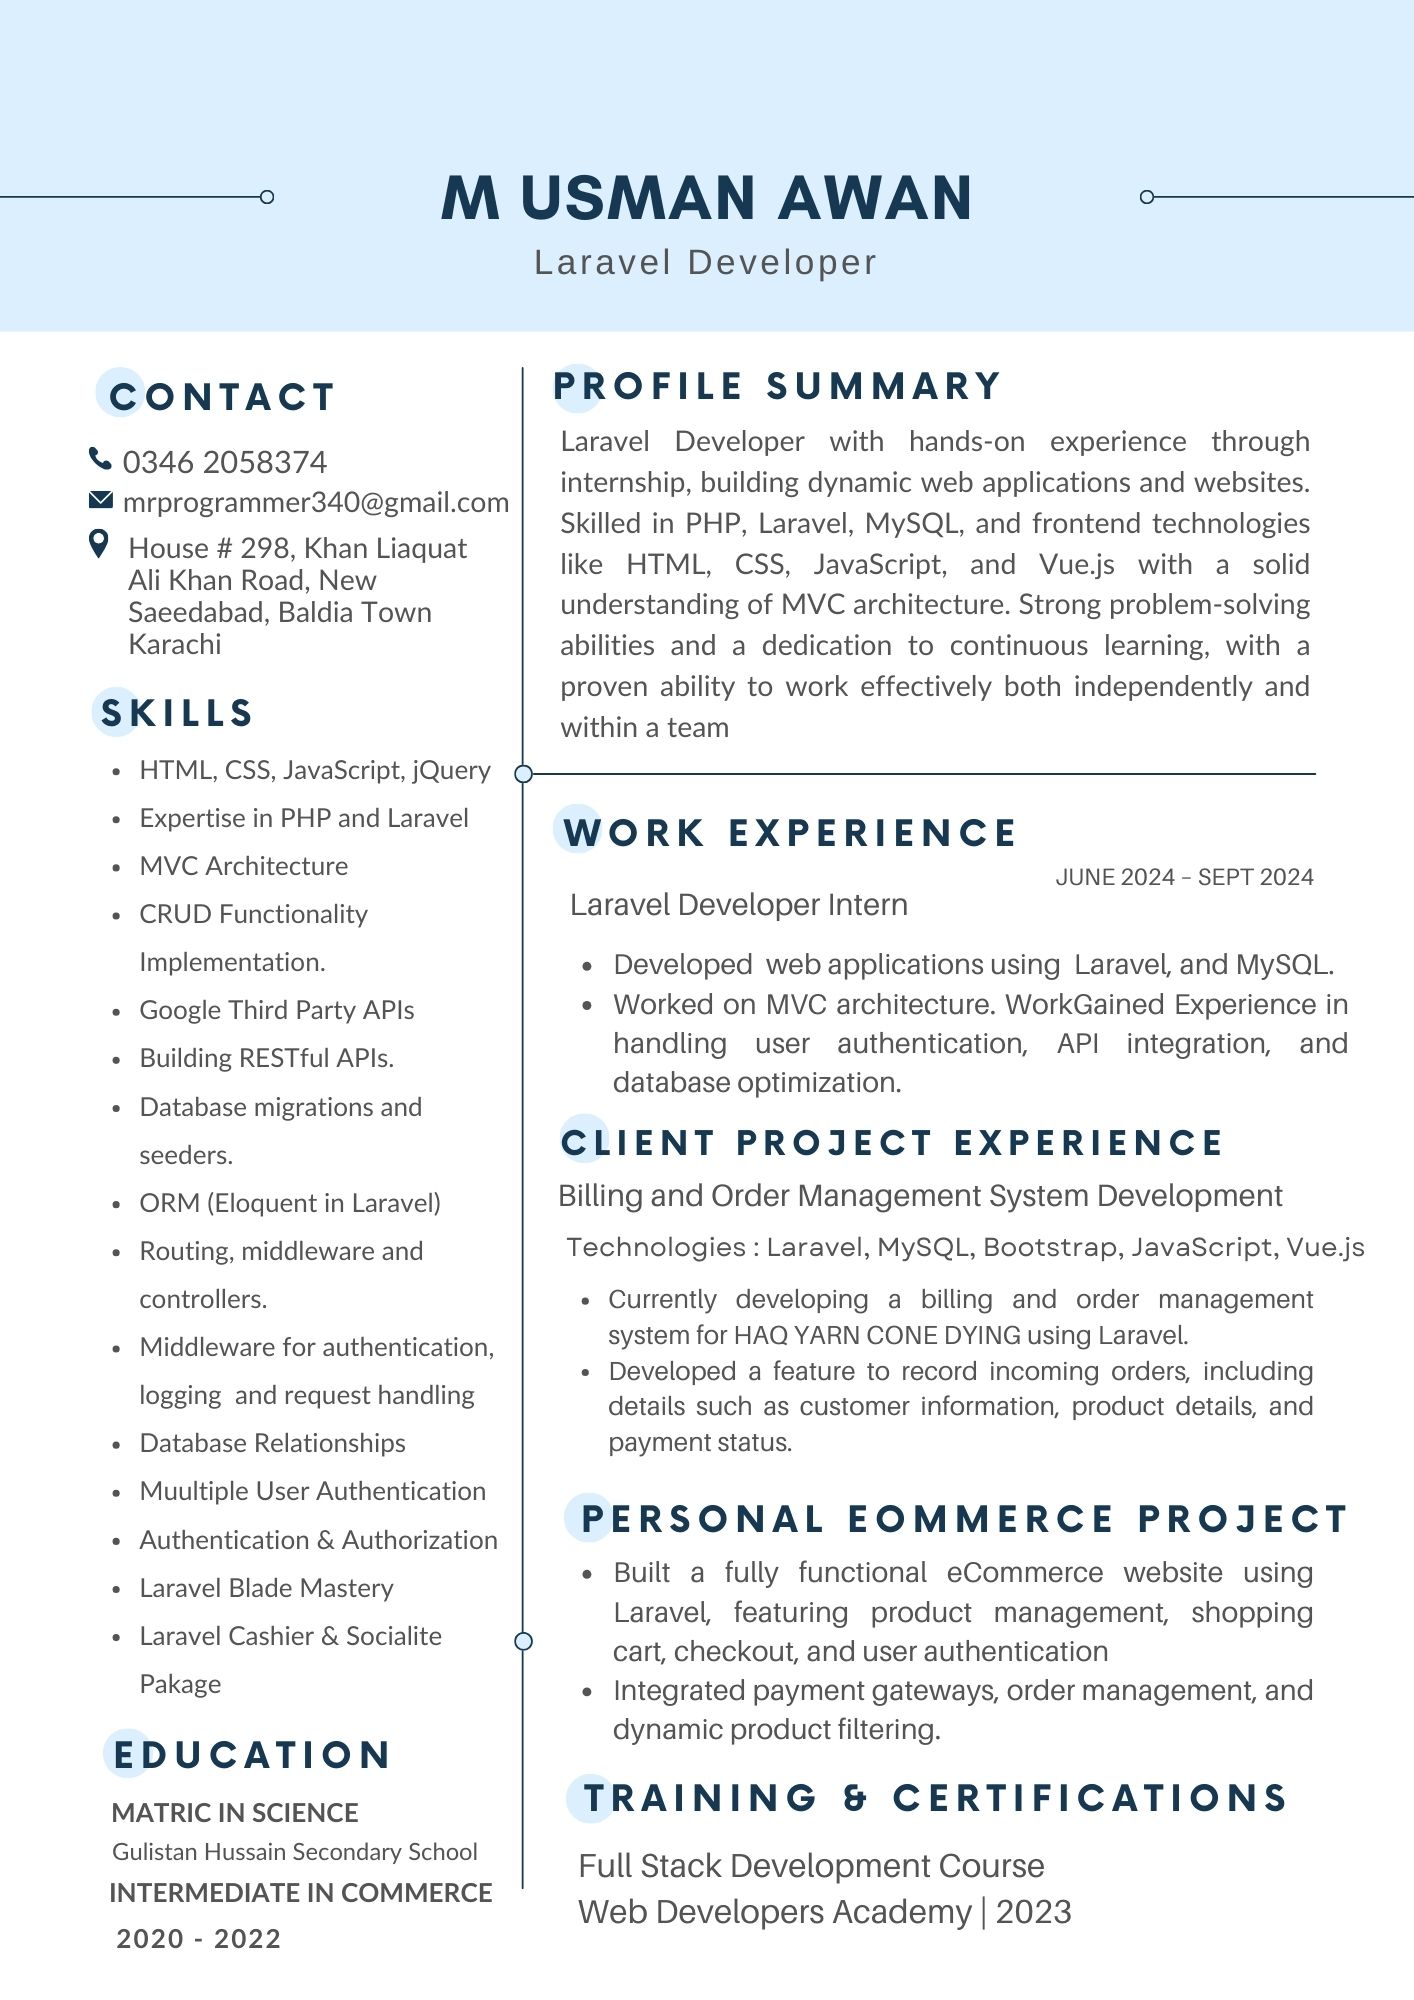 M USMAN AWAN
Laravel Developer
CONTACT
0346 2058374
mrprogrammer340@gmail.com
House # 298, Khan Liaquat
Ali Khan Road, New
Saeedabad, Baldia Town
Karachi
SKILLS
• HTML, CSS, JavaScript, jQuery
• Expertise in PHP and Laravel
• MVC Architecture
• CRUD Functionality
Implementation.
• Google Third Party APIs
• Building RESTful APIs.
• Database migrations and
seeders.
• ORM (Eloquent in Laravel)
• Routing, middleware and
controllers.
• Middleware for authentication,
logging and request handling
• Database Relationships
• Muultiple User Authentication
• Authentication & Authorization
• Laravel Blade Mastery
• Laravel Cashier & Socialite
Pakage
EDUCATION
MATRIC IN SCIENCE
Gulistan Hussain Secondary School
INTERMEDIATE IN COMMERCE
2020 - 2022
PROFILE SUMMARY
Laravel Developer with hands-on experience through
internship, building dynamic web applications and websites.
Skilled in PHP, Laravel, MySQL, and frontend technologies
like HTML, CSS, JavaScript, and Vue.js with a solid
understanding of MVC architecture. Strong problem-solving
abilities and a dedication to continuous learning, with a
proven ability to work effectively both independently and
within a team
WORK EXPERIENCE
JUNE 2024 – SEPT 2024
Laravel Developer Intern
• Developed web applications using Laravel, and MySQL.
• Worked on MVC architecture. WorkGained Experience in
handling user authentication, API integration, and
database optimization.
CLIENT PROJECT EXPERIENCE
Billing and Order Management System Development
Technologies : Laravel, MySQL, Bootstrap, JavaScript, Vue.js
• Currently developing a billing and order management
system for HAQ YARN CONE DYING using Laravel.
• Developed a feature to record incoming orders, including
details such as customer information, product details, and
payment status.
PERSONAL EOMMERCE PROJECT
• Built a fully functional eCommerce website using
Laravel, featuring product management, shopping
cart, checkout, and user authentication
• Integrated payment gateways, order management, and
dynamic product filtering.
TRAINING & CERTIFICATIONS
Full Stack Development Course
Web Developers Academy | 2023